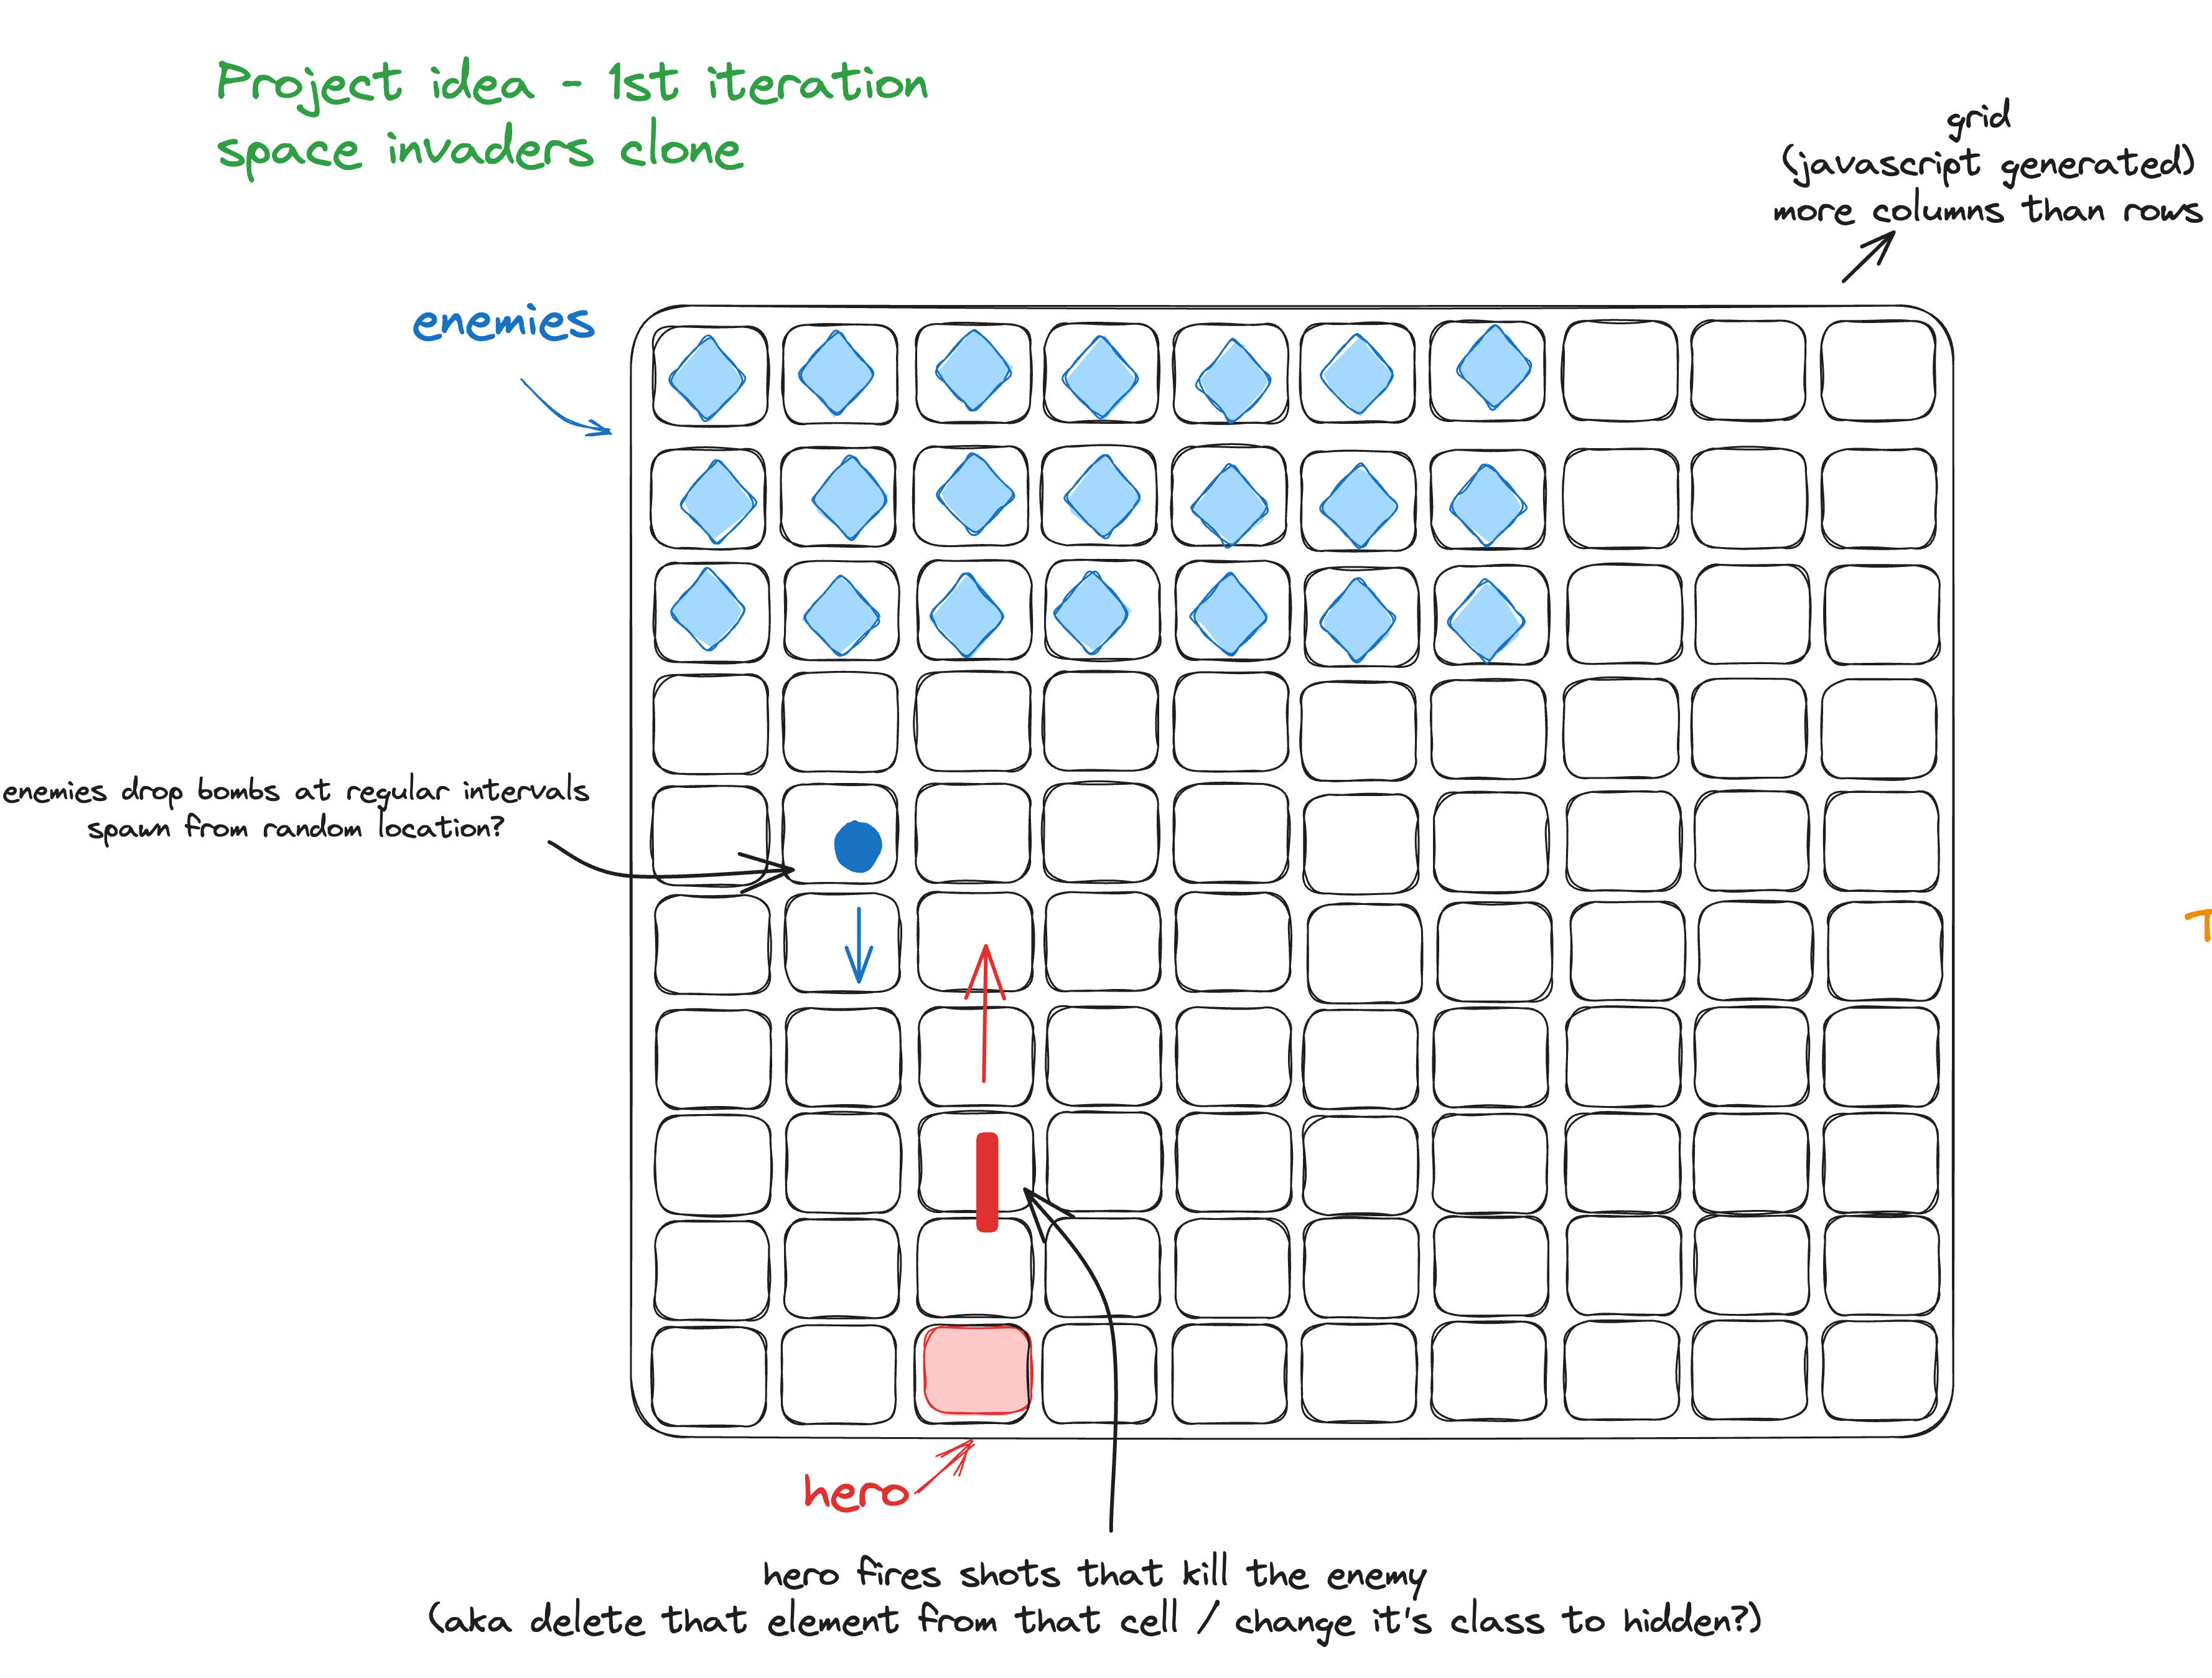 Project idea - 1st iteration
space invaders clone
grid
(javascript generated)
more columns than rows
enemies
enemies drop bombs at regular intervals
spawn from random location?
hero
hero fires shots that kill the enemy
(aka delete that element from that cell / change it's class to hidden?)